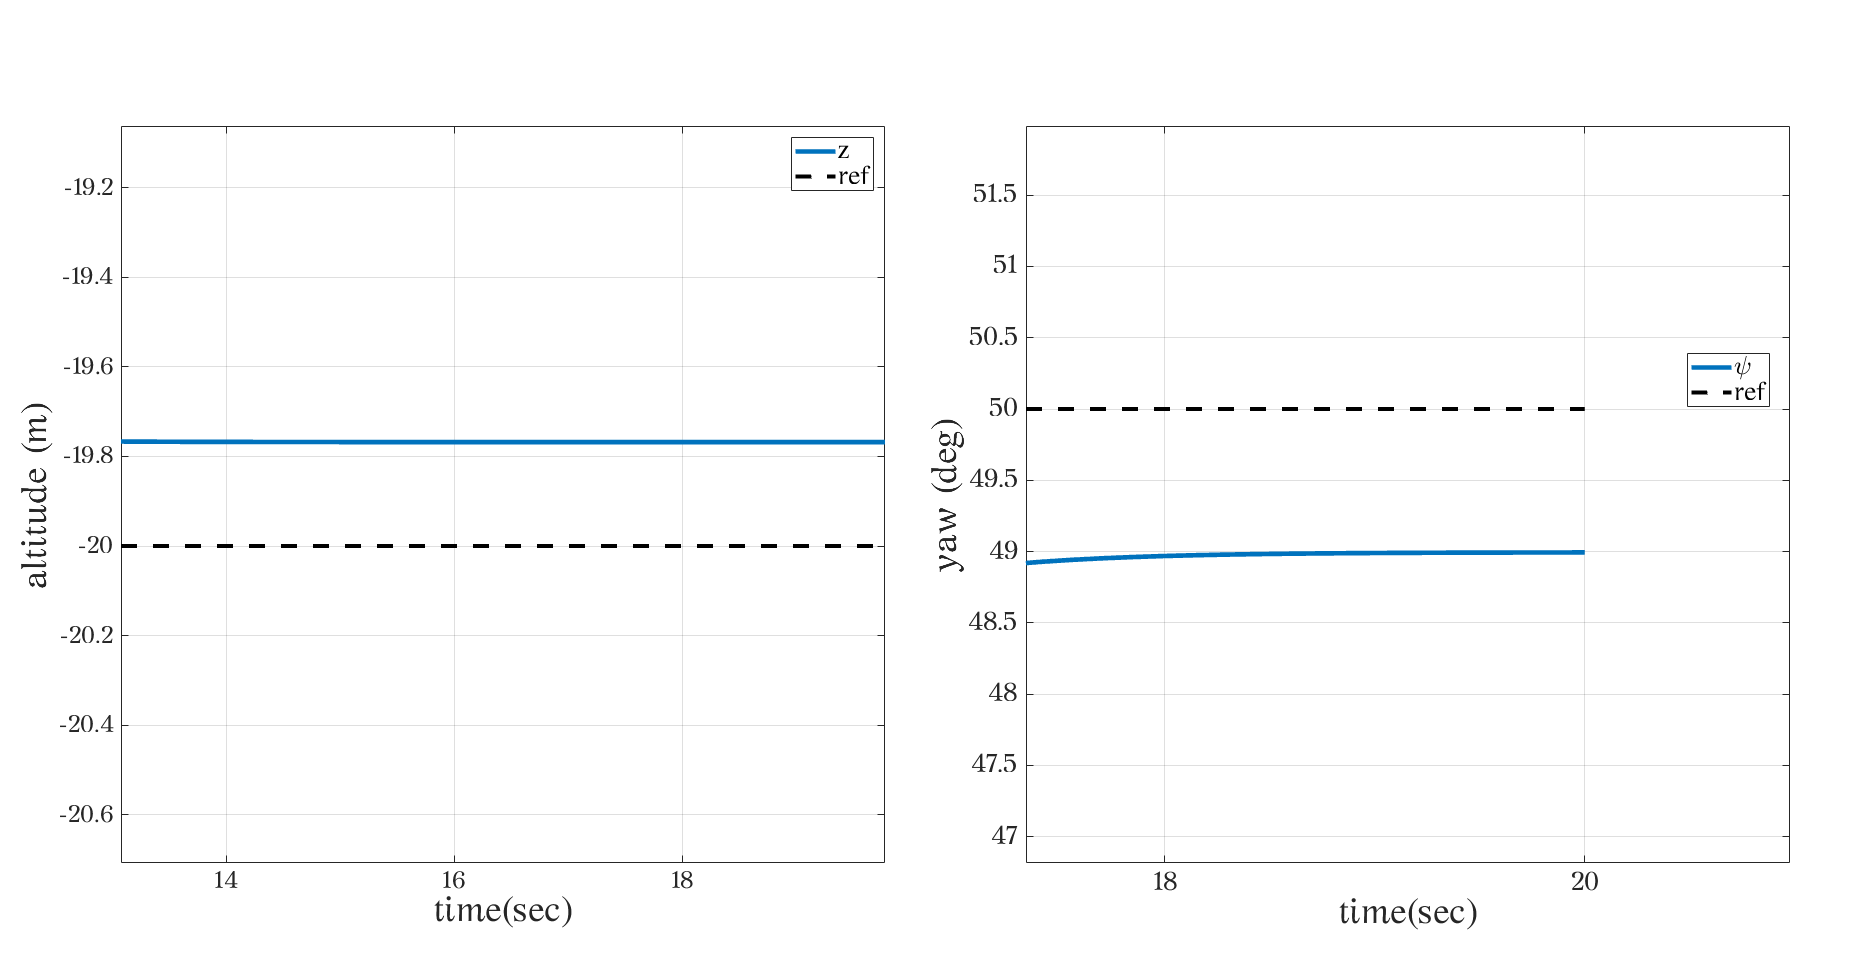 z
ref
-19.2
-19.4
-19.6
-19.8
-20
-20.2
-20.4
-20.6
altitude (m)
14 16 18
time(sec)
ψ
ref
51.5
51
50.5
50
49.5
49
48.5
48
47.5
47
yaw (deg)
18 20
time(sec)